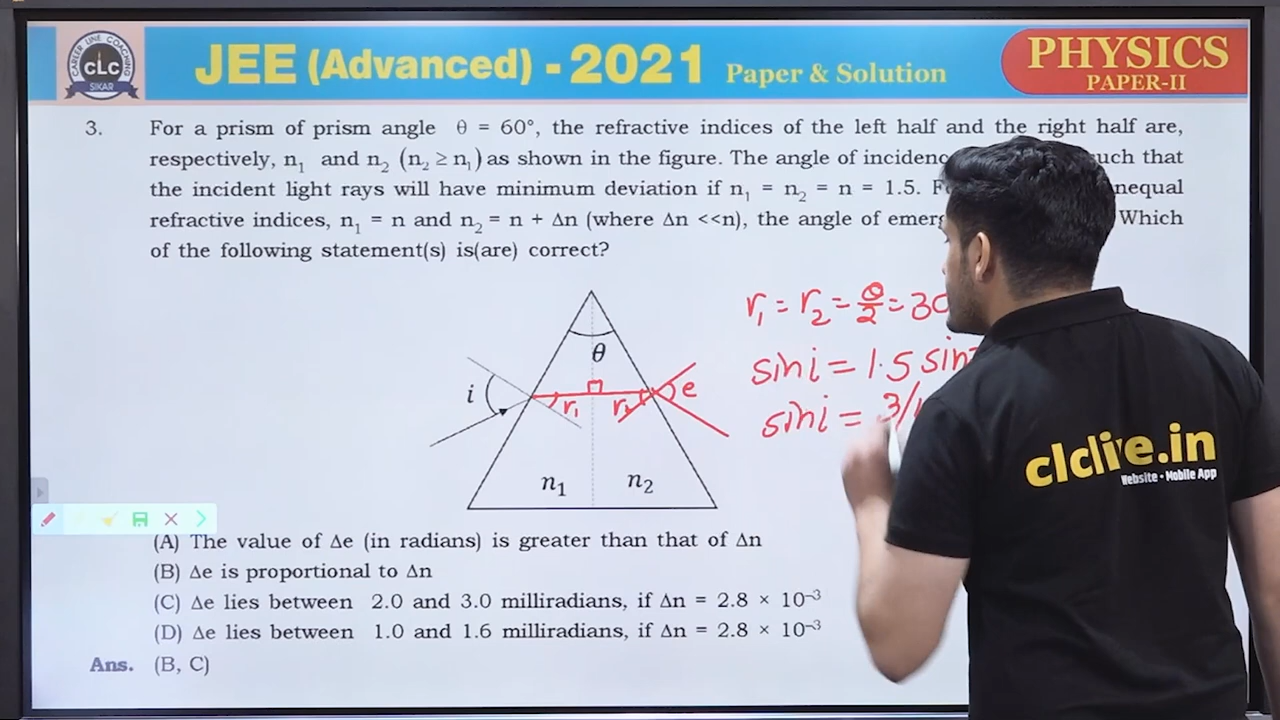 CAREER LINE COACHING
CLC
SIKAR
JEE (Advanced) - 2021 Paper & Solution
PHYSICS
PAPER-II
3. For a prism of prism angle θ = 60°, the refractive indices of the left half and the right half are,
respectively, n₁ and n₂ (n₂ ≥ n₁) as shown in the figure. The angle of incidenc such that
the incident light rays will have minimum deviation if n₁ = n₂ = n = 1.5. F nequal
refractive indices, n₁ = n and n₂ = n + Δn (where Δn <<n), the angle of emer Which
of the following statement(s) is(are) correct?
θ
i
r₁
r₂
e
n₁
n₂
r₁ = r₂ = θ/2 = 30
sin i = 1.5 sin
sin i = 3/
clclive.in
Website • Mobile App
(A) The value of Δe (in radians) is greater than that of Δn
(B) Δe is proportional to Δn
(C) Δe lies between 2.0 and 3.0 milliradians, if Δn = 2.8 × 10⁻³
(D) Δe lies between 1.0 and 1.6 milliradians, if Δn = 2.8 × 10⁻³
Ans. (B, C)